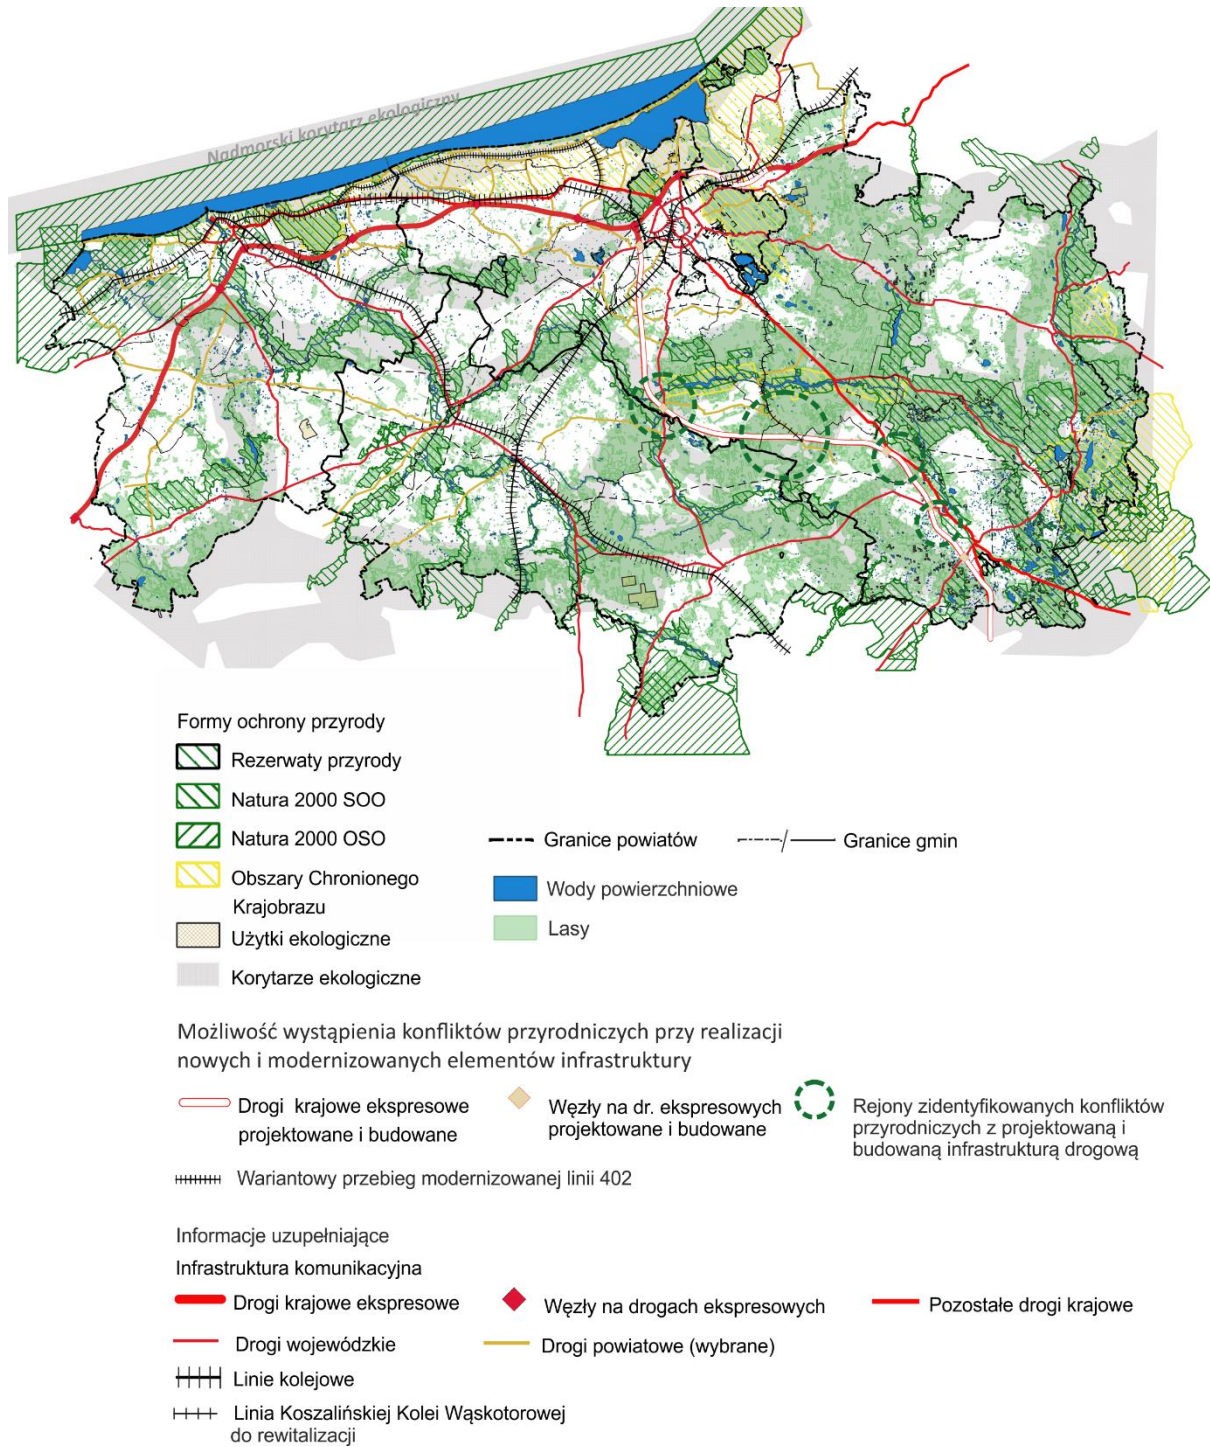 Nadmorski korytarz ekologiczny
Formy ochrony przyrody
Rezerwaty przyrody
Natura 2000 SOO
Natura 2000 OSO
Obszary Chronionego
Krajobrazu
Użytki ekologiczne
Korytarze ekologiczne
Granice powiatów
Granice gmin
Wody powierzchniowe
Lasy
Możliwość wystąpienia konfliktów przyrodniczych przy realizacji
nowych i modernizowanych elementów infrastruktury
Drogi krajowe ekspresowe
projektowane i budowane
Węzły na dr. ekspresowych
projektowane i budowane
Rejony zidentyfikowanych konfliktów
przyrodniczych z projektowaną i
budowaną infrastrukturą drogową
Wariantowy przebieg modernizowanej linii 402
Informacje uzupełniające
Infrastruktura komunikacyjna
Drogi krajowe ekspresowe
Węzły na drogach ekspresowych
Pozostałe drogi krajowe
Drogi wojewódzkie
Drogi powiatowe (wybrane)
Linie kolejowe
Linia Koszalińskiej Kolei Wąskotorowej
do rewitalizacji